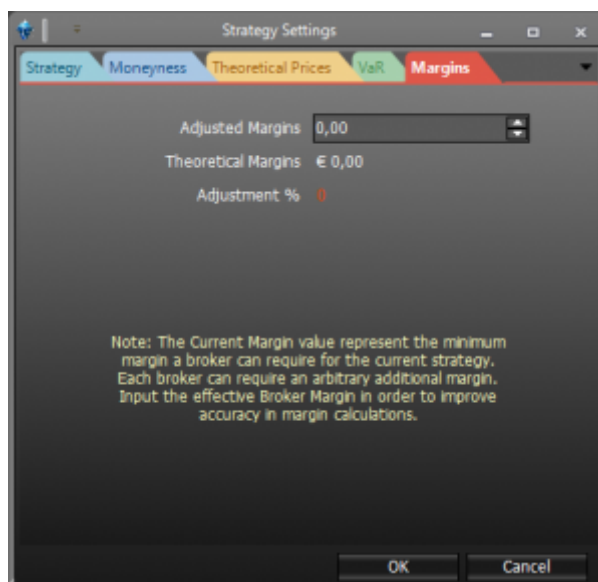 Strategy Settings
Strategy Moneyness Theoretical Prices VaR Margins
Adjusted Margins 0,00
Theoretical Margins € 0,00
Adjustment % 0
Note: The Current Margin value represent the minimum
margin a broker can require for the current strategy.
Each broker can require an arbitrary additional margin.
Input the effective Broker Margin in order to improve
accuracy in margin calculations.
OK Cancel